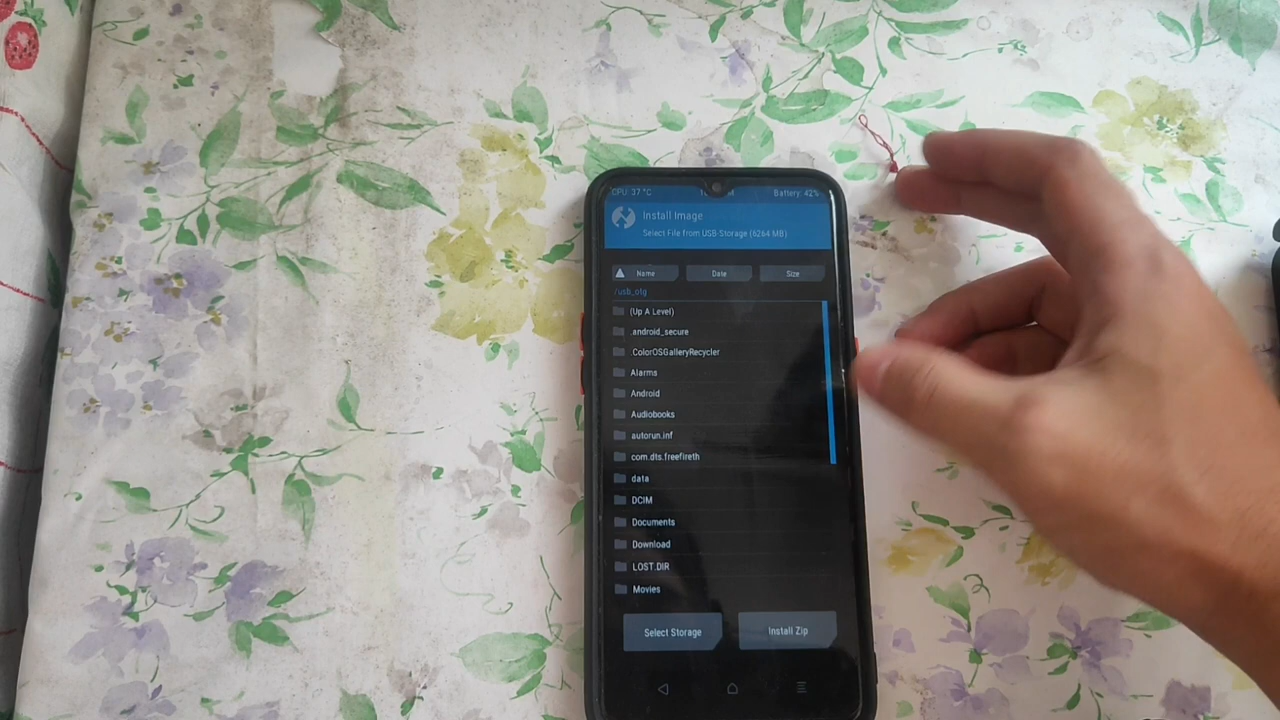 CPU: 37 °C
Battery: 42%
Install Image
Select File from USB-Storage (6264 MB)
Name Date Size
/usb_otg
(Up A Level)
.android_secure
.ColorOSGalleryRecycler
Alarms
Android
Audiobooks
autorun.inf
com.dts.freefireth
data
DCIM
Documents
Download
LOST.DIR
Movies
Select Storage Install Zip